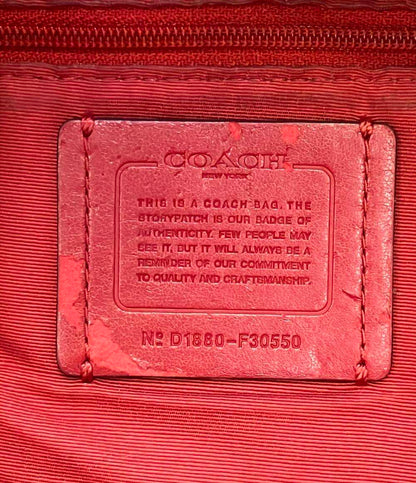 COACH
NEW YORK
THIS IS A COACH BAG. THE
STORYPATCH IS OUR BADGE OF
AUTHENTICITY. FEW PEOPLE MAY
SEE IT, BUT IT WILL ALWAYS BE A
REMINDER OF OUR COMMITMENT
TO QUALITY AND CRAFTSMANSHIP.
Nº D1880-F30550